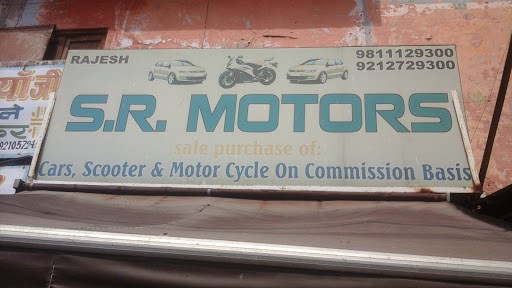 RAJESH
9811129300
9212729300
S.R. MOTORS
sale purchase of:
Cars, Scooter & Motor Cycle On Commission Basis
ने